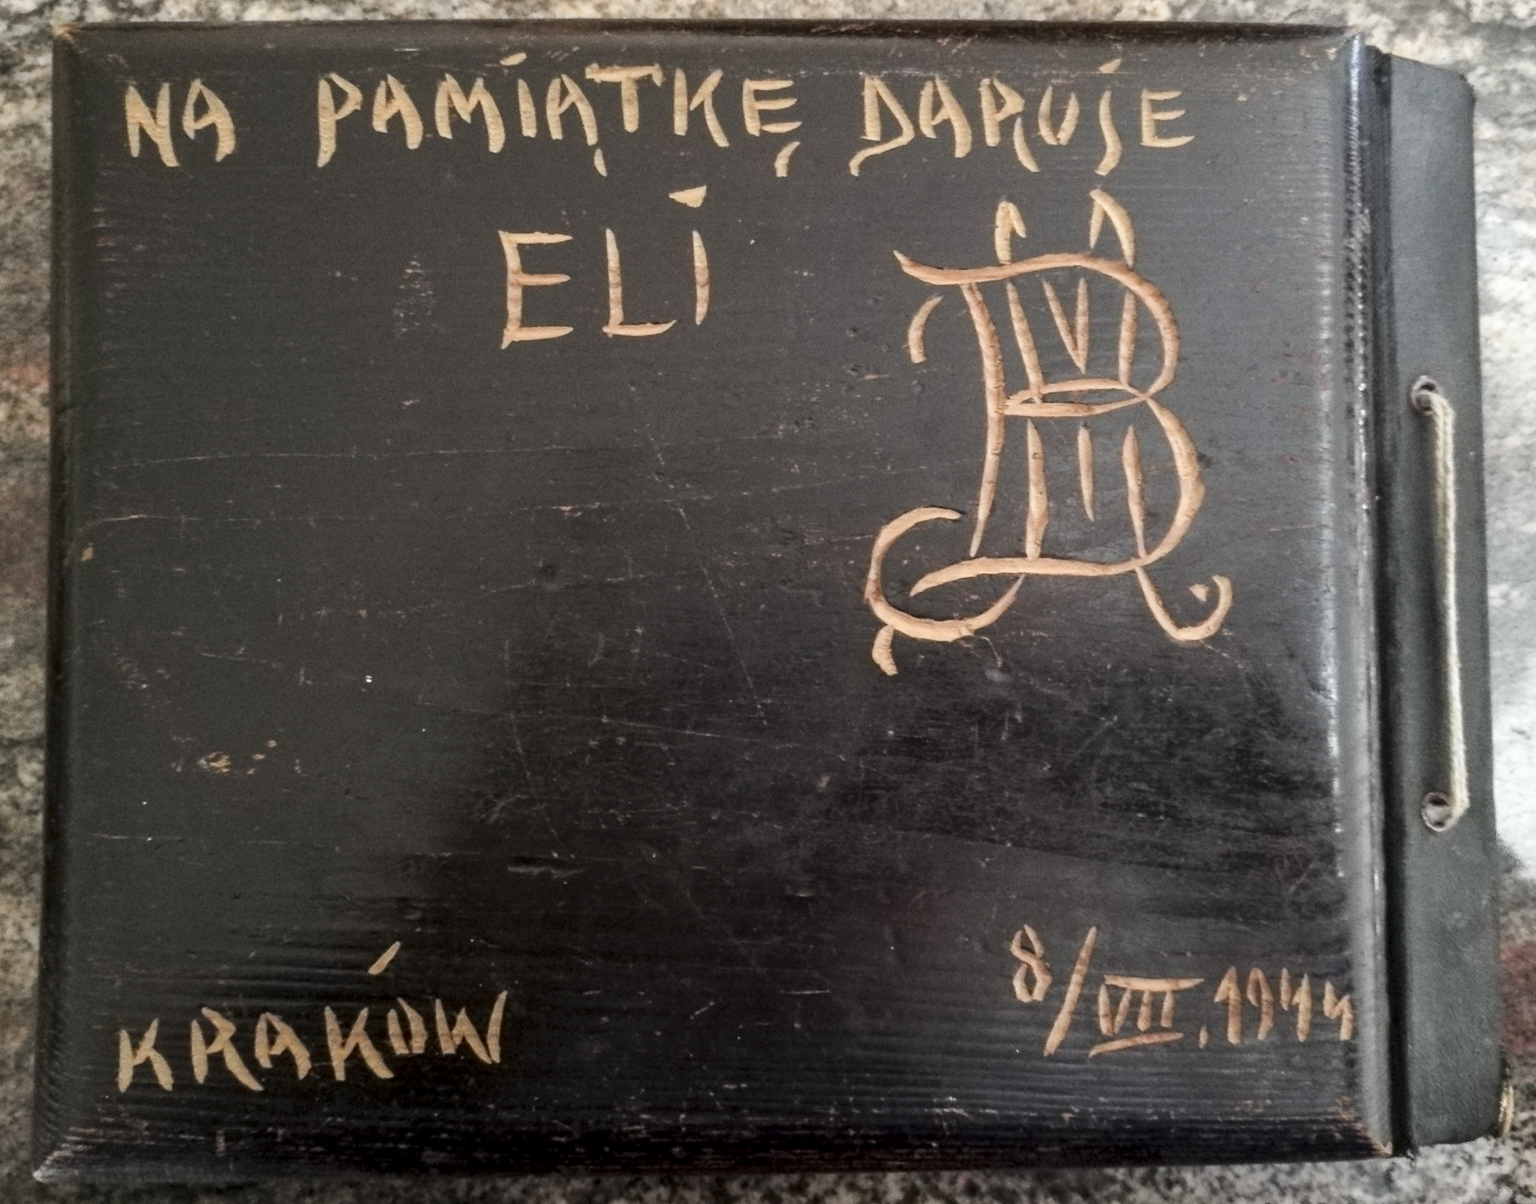 NA PAMIĄTKĘ DARUJE
ELI
KRAKÓW
8/VII.1944